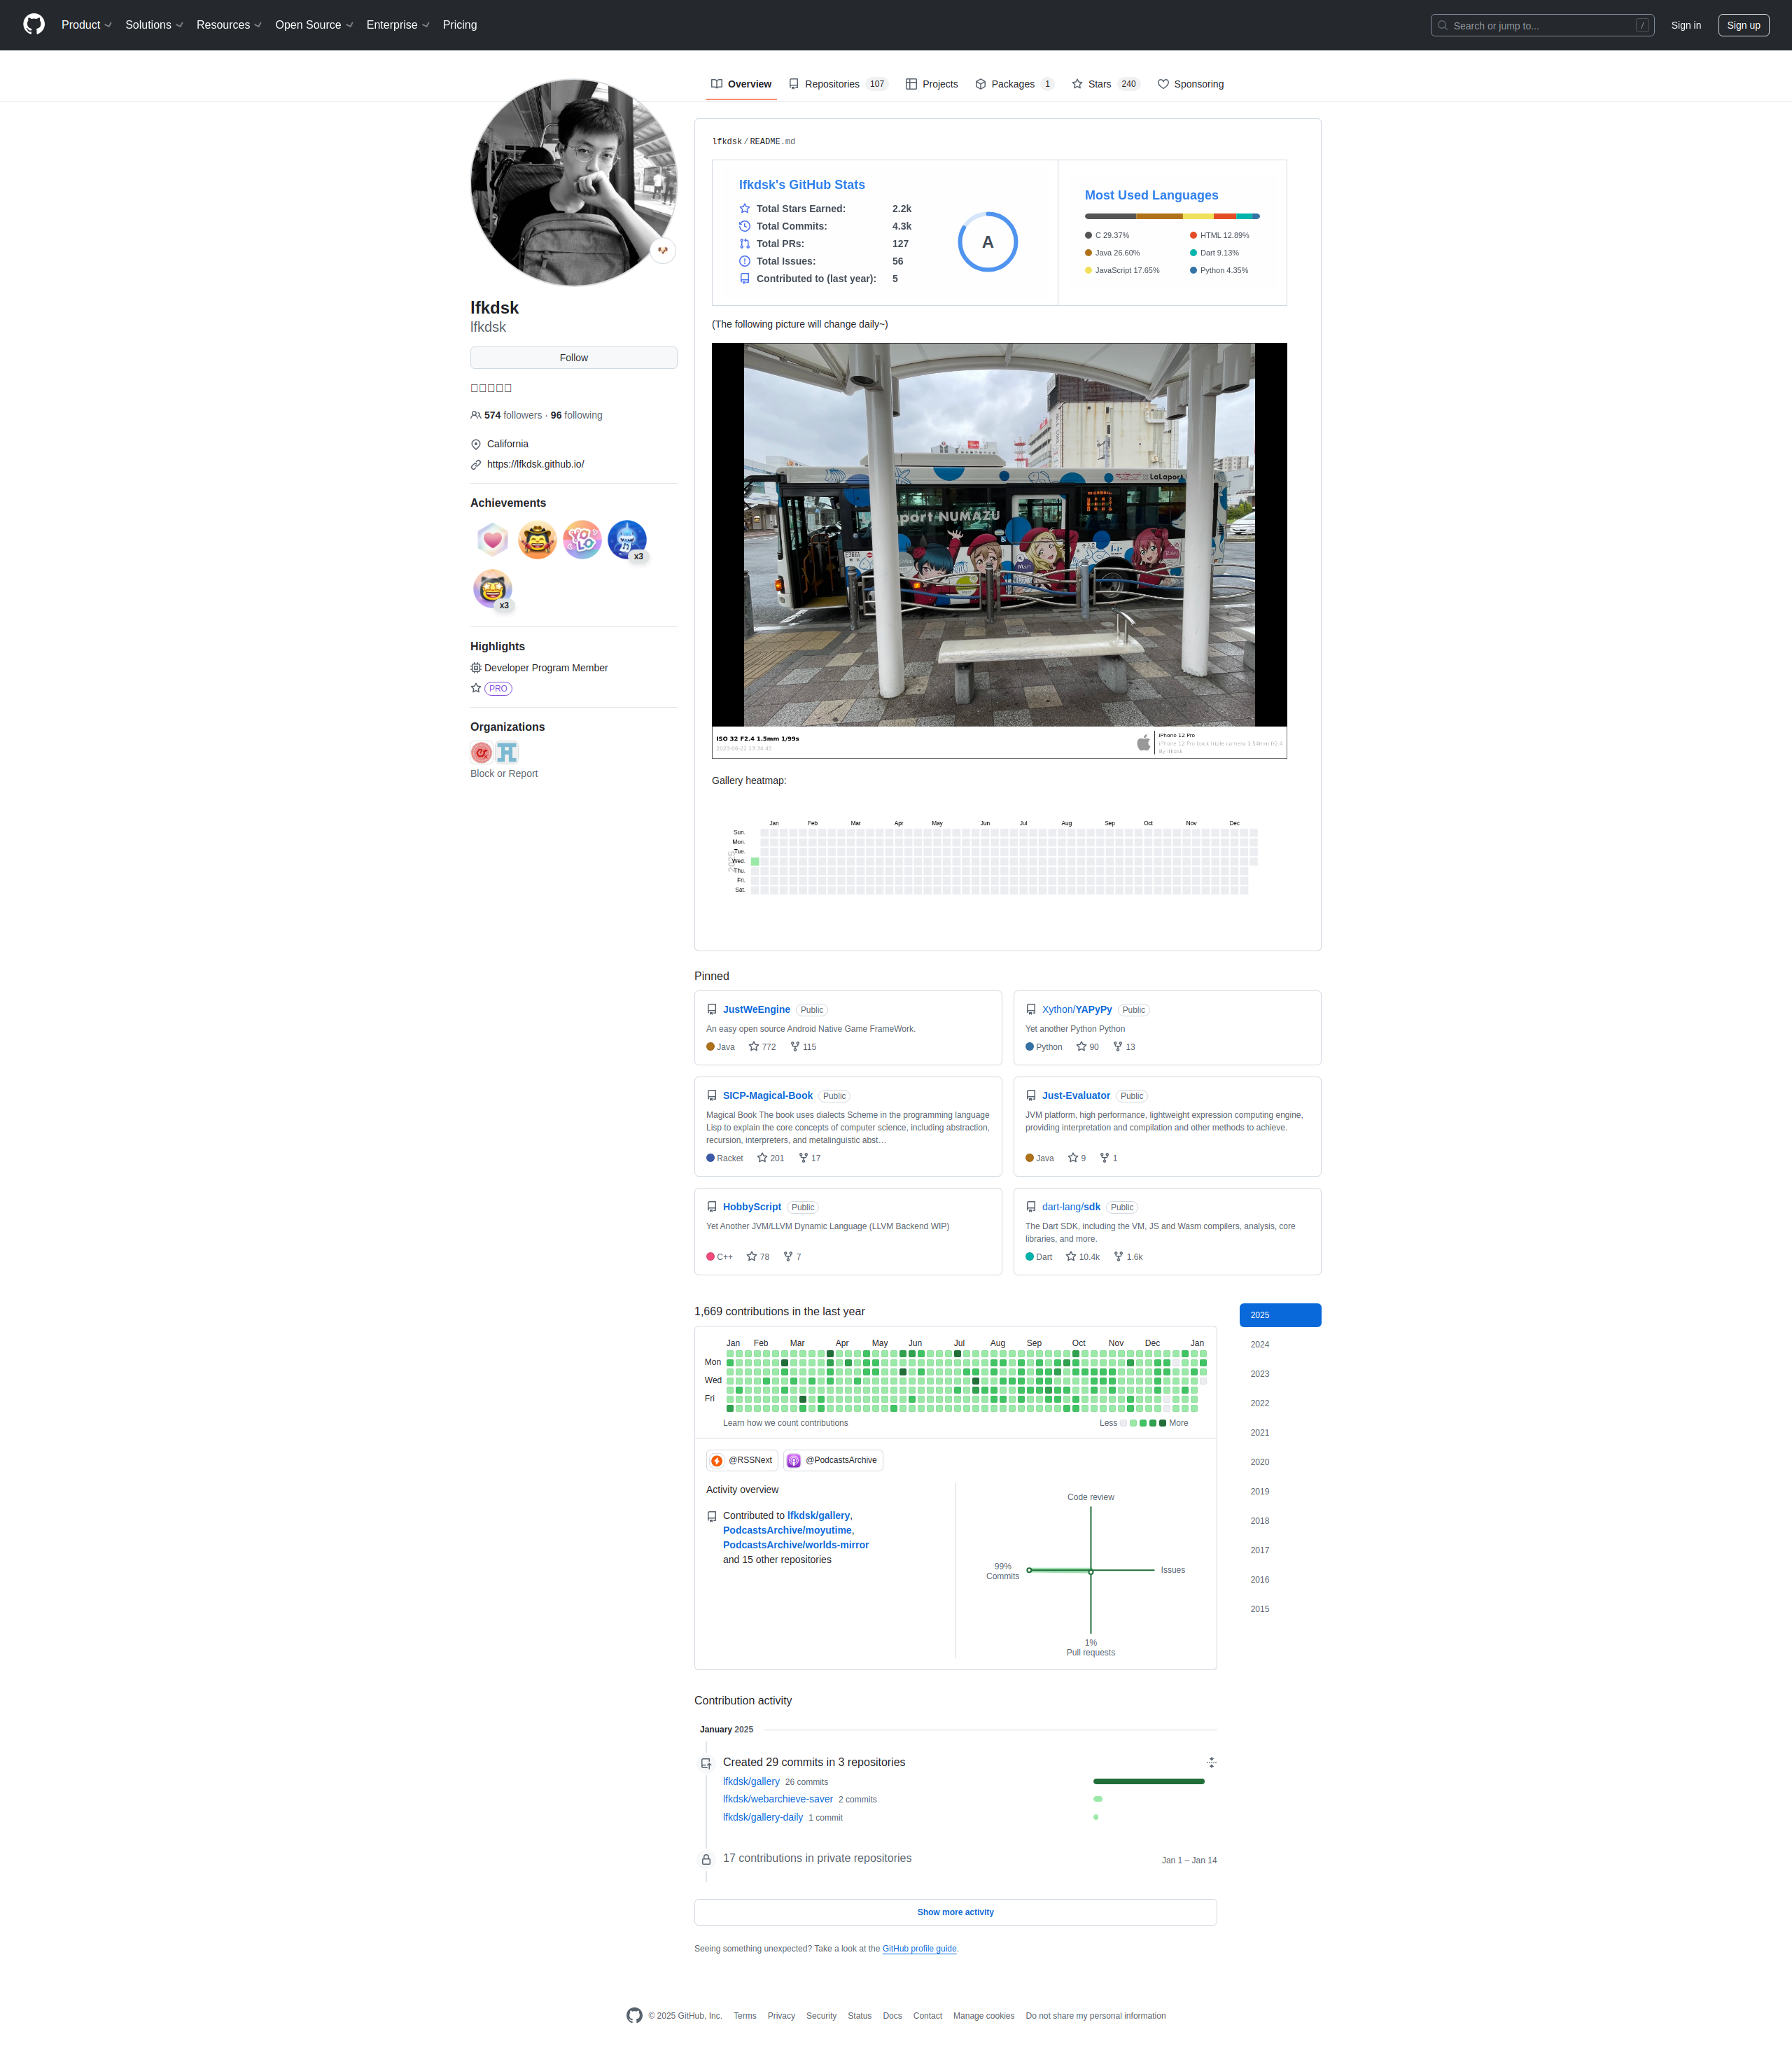 Product Solutions Resources Open Source Enterprise Pricing
Search or jump to... / Sign in Sign up
Overview Repositories 107 Projects Packages 1 Stars 240 Sponsoring
lfkdsk
lfkdsk
Follow
574 followers · 96 following
California
https://lfkdsk.github.io/
Achievements
YOLO
x3
x3
Highlights
Developer Program Member
PRO
Organizations
Block or Report
lfkdsk / README.md
lfkdsk's GitHub Stats
Total Stars Earned: 2.2k
Total Commits: 4.3k
Total PRs: 127
Total Issues: 56
Contributed to (last year): 5
A
Most Used Languages
C 29.37%
Java 26.60%
JavaScript 17.65%
HTML 12.89%
Dart 9.13%
Python 4.35%
(The following picture will change daily~)
LaLaport
aport NUMAZU
ISO 32 F2.4 1.5mm 1/99s
2023-09-22 13:34:45
iPhone 12 Pro
By lfkdsk
Gallery heatmap:
Jan Feb Mar Apr May Jun Jul Aug Sep Oct Nov Dec
Sun.
Mon.
Tue.
Wed.
Thu.
Fri.
Sat.
2025
Pinned
JustWeEngine Public
An easy open source Android Native Game FrameWork.
Java 772 115
Xython/YAPyPy Public
Yet another Python Python
Python 90 13
SICP-Magical-Book Public
Magical Book The book uses dialects Scheme in the programming language
Lisp to explain the core concepts of computer science, including abstraction,
recursion, interpreters, and metalinguistic abst…
Racket 201 17
Just-Evaluator Public
JVM platform, high performance, lightweight expression computing engine,
providing interpretation and compilation and other methods to achieve.
Java 9 1
HobbyScript Public
Yet Another JVM/LLVM Dynamic Language (LLVM Backend WIP)
C++ 78 7
dart-lang/sdk Public
The Dart SDK, including the VM, JS and Wasm compilers, analysis, core
libraries, and more.
Dart 10.4k 1.6k
1,669 contributions in the last year
Jan Feb Mar Apr May Jun Jul Aug Sep Oct Nov Dec Jan
Mon
Wed
Fri
Learn how we count contributions
Less More
2025
2024
2023
2022
2021
2020
2019
2018
2017
2016
2015
@RSSNext @PodcastsArchive
Activity overview
Contributed to lfkdsk/gallery,
PodcastsArchive/moyutime,
PodcastsArchive/worlds-mirror
and 15 other repositories
Code review
99%
Commits
Issues
1%
Pull requests
Contribution activity
January 2025
Created 29 commits in 3 repositories
lfkdsk/gallery 26 commits
lfkdsk/webarchieve-saver 2 commits
lfkdsk/gallery-daily 1 commit
17 contributions in private repositories Jan 1 – Jan 14
Show more activity
Seeing something unexpected? Take a look at the GitHub profile guide.
© 2025 GitHub, Inc. Terms Privacy Security Status Docs Contact Manage cookies Do not share my personal information